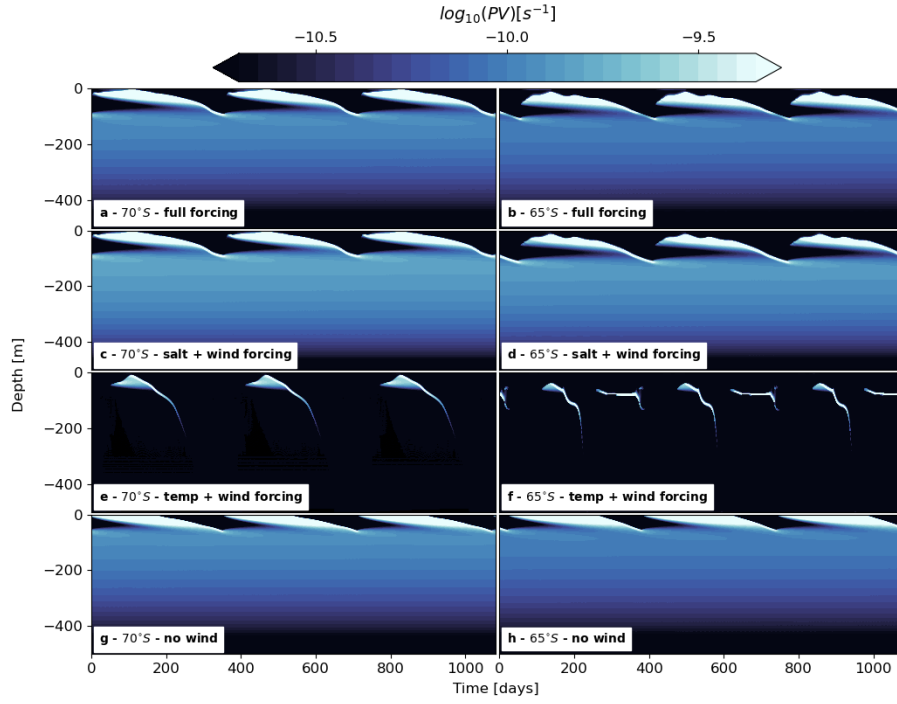 log₁₀(PV)[s⁻¹]
−10.5 −10.0 −9.5
0
−200
−400
a - 70°S - full forcing
b - 65°S - full forcing
0
−200
−400
c - 70°S - salt + wind forcing
d - 65°S - salt + wind forcing
Depth [m]
0
−200
−400
e - 70°S - temp + wind forcing
f - 65°S - temp + wind forcing
0
−200
−400
g - 70°S - no wind
h - 65°S - no wind
0 200 400 600 800 1000 0 200 400 600 800 1000
Time [days]